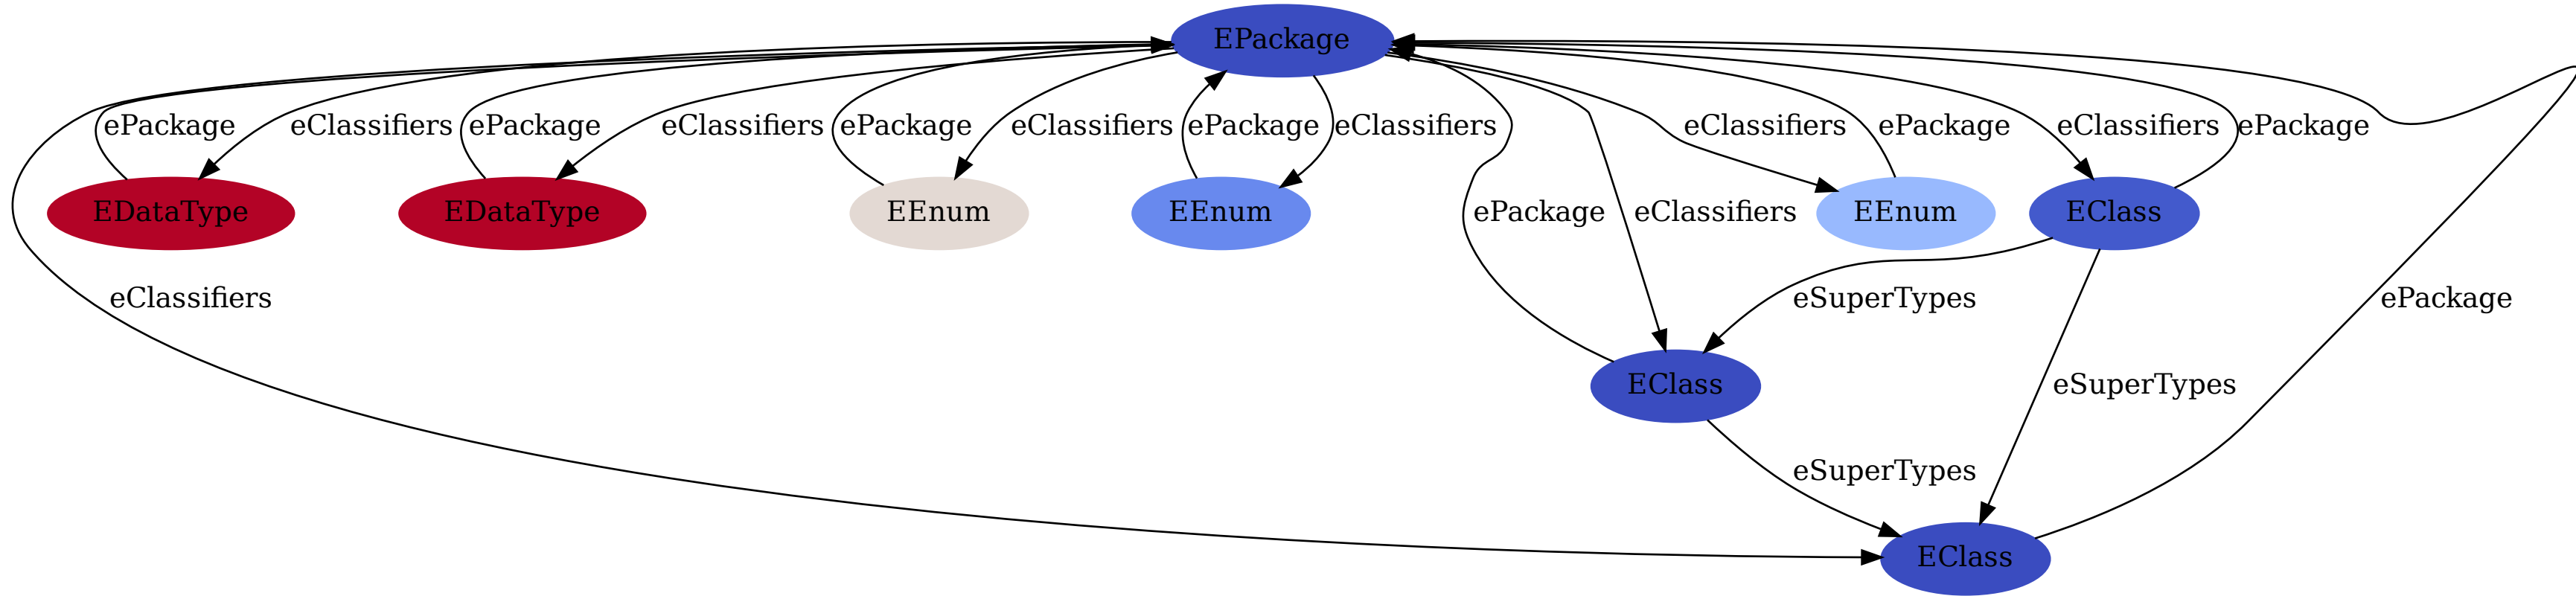 EPackage
ePackage
eClassifiers
ePackage
eClassifiers
ePackage
eClassifiers
ePackage
eClassifiers
eClassifiers
ePackage
eClassifiers
ePackage
EDataType
EDataType
EEnum
EEnum
ePackage
eClassifiers
EEnum
EClass
eClassifiers
eSuperTypes
ePackage
EClass
eSuperTypes
eSuperTypes
EClass